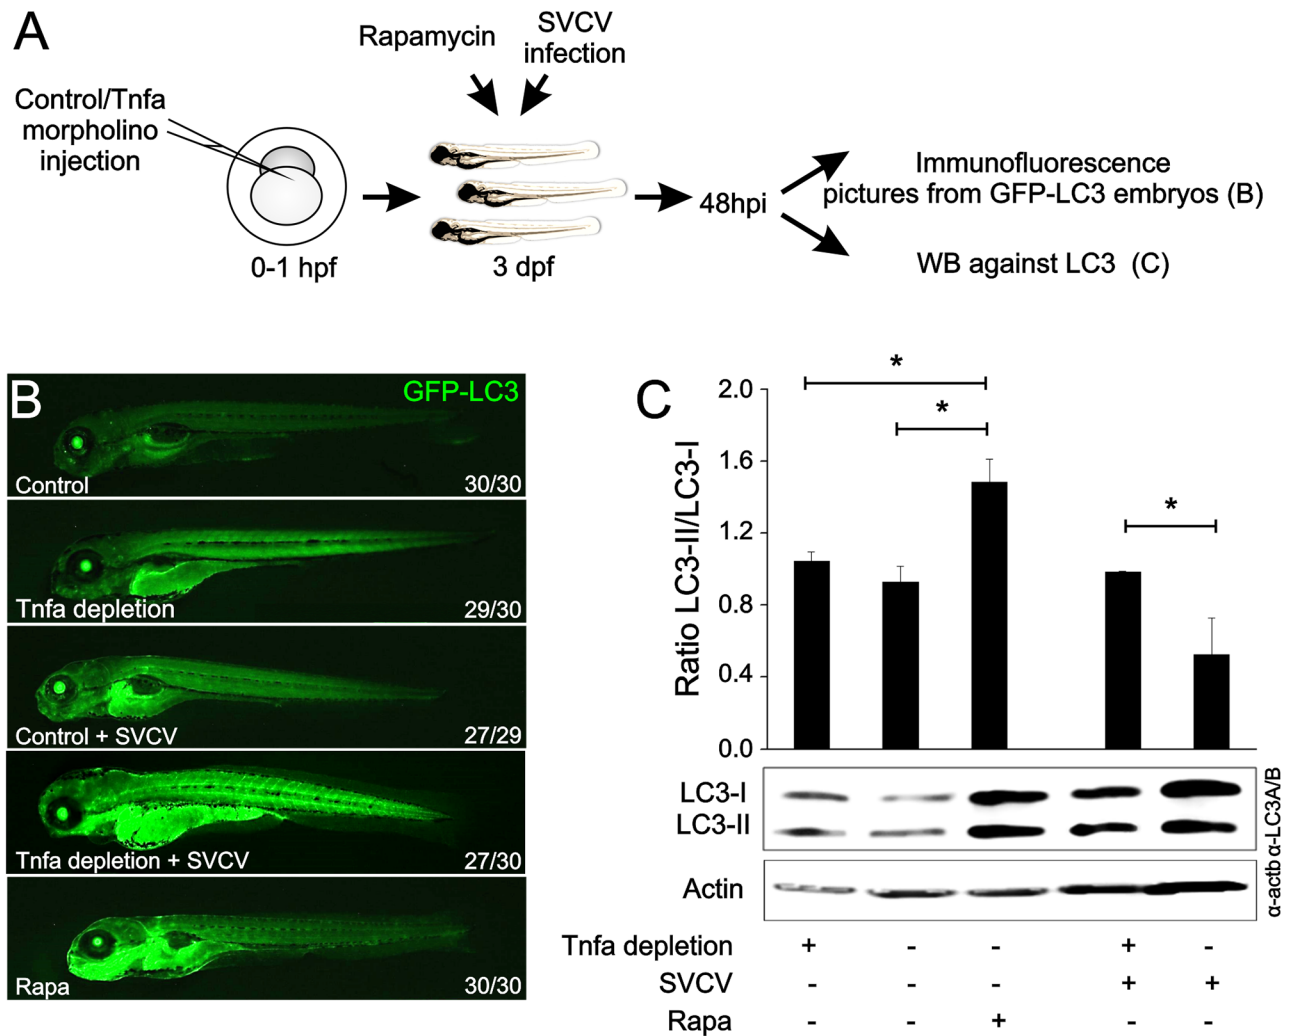 A
Rapamycin
SVCV
infection
Control/Tnfa
morpholino
injection
0-1 hpf
3 dpf
48hpi
Immunofluorescence
pictures from GFP-LC3 embryos (B)
WB against LC3 (C)
B
GFP-LC3
Control 30/30
Tnfa depletion 29/30
Control + SVCV 27/29
Tnfa depletion + SVCV 27/30
Rapa 30/30
C
Ratio LC3-II/LC3-I
2.0
1.6
1.2
0.8
0.4
0.0
*
*
*
LC3-I
LC3-II
α-LC3A/B
Actin
α-actb
Tnfa depletion + - - + -
SVCV - - - + +
Rapa - - + - -